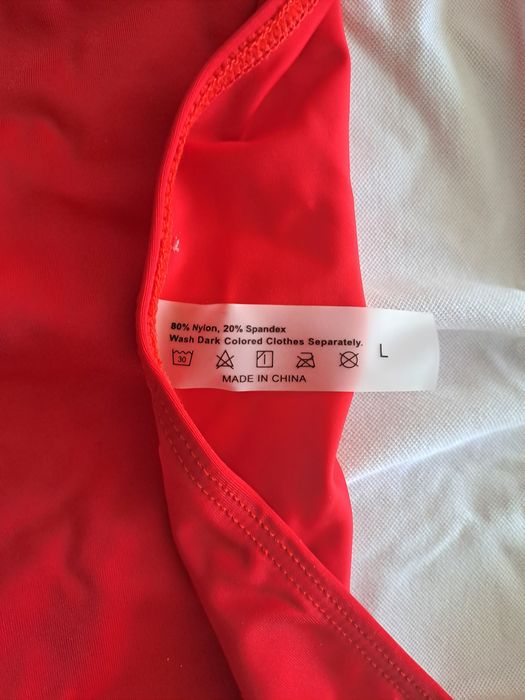 80% Nylon, 20% Spandex
Wash Dark Colored Clothes Separately.
30
L
MADE IN CHINA